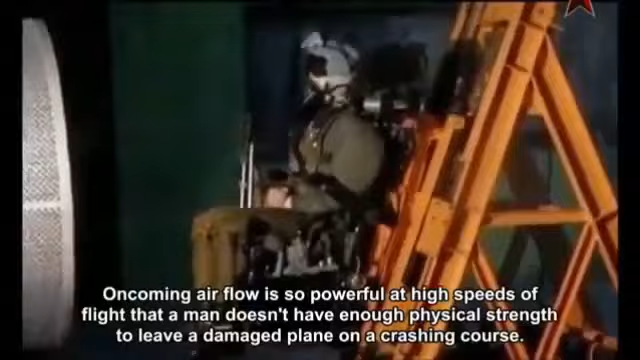 Oncoming air flow is so powerful at high speeds of
flight that a man doesn't have enough physical strength
to leave a damaged plane on a crashing course.